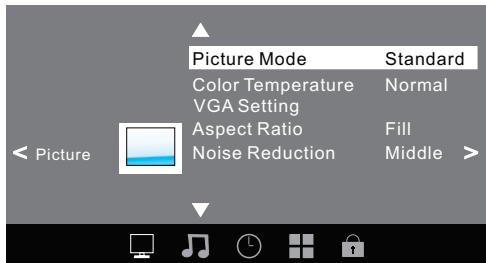 Picture Mode Standard
Color Temperature Normal
VGA Setting
Aspect Ratio Fill
< Picture Noise Reduction Middle >